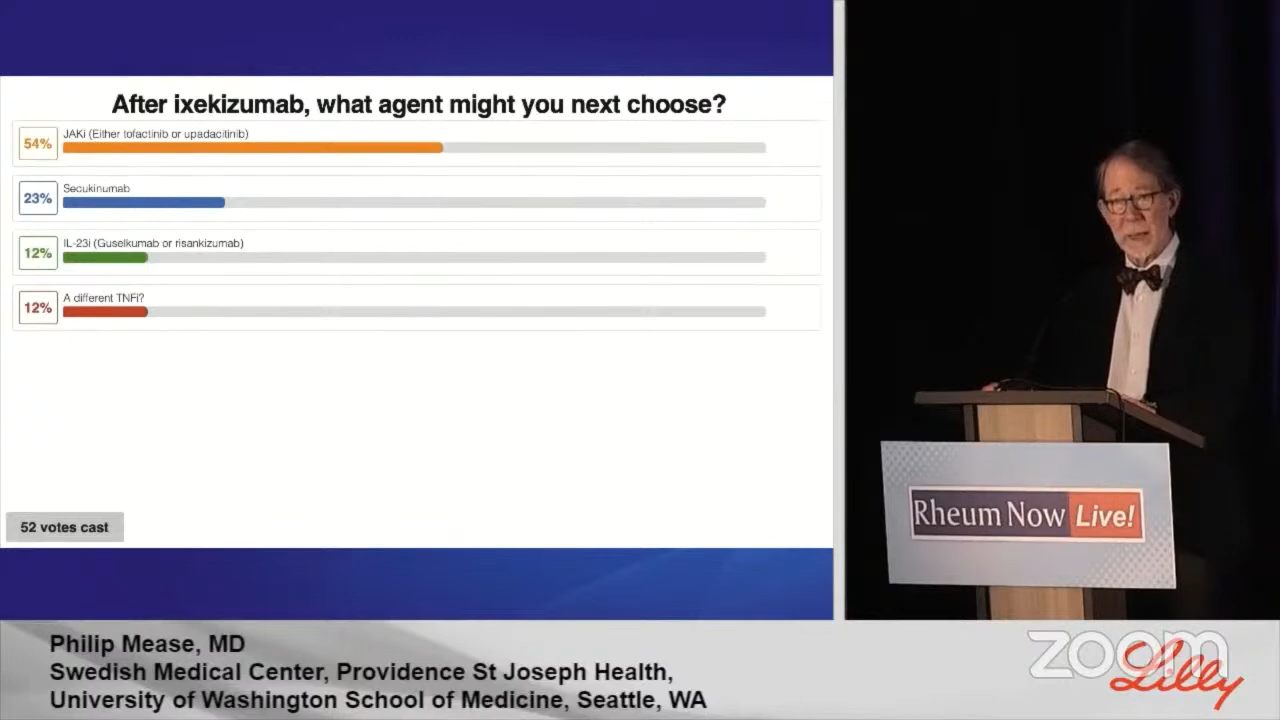 After ixekizumab, what agent might you next choose?
54%
JAKi (Either tofactinib or upadacitinib)
23%
Secukinumab
12%
IL-23i (Guselkumab or risankizumab)
12%
A different TNFi?
52 votes cast
Rheum Now Live!
Philip Mease, MD
Swedish Medical Center, Providence St Joseph Health,
University of Washington School of Medicine, Seattle, WA
zoom
Lilly